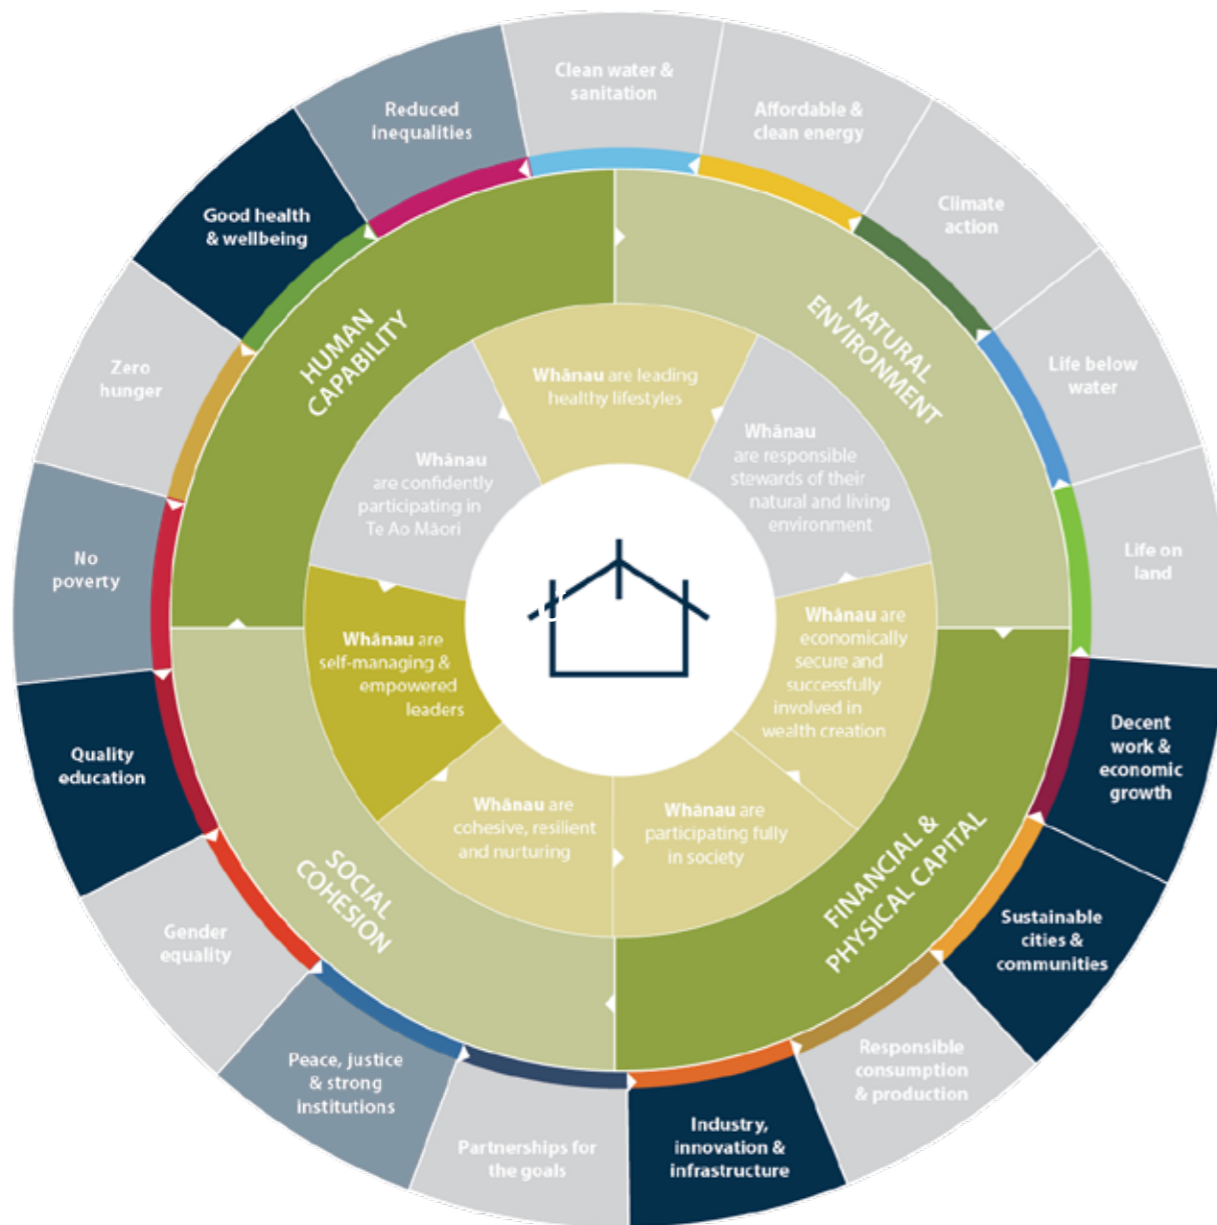 Clean water &
sanitation
Affordable &
clean energy
Climate
action
Life below
water
Life on
land
Decent
work &
economic
growth
Sustainable
cities &
communities
Responsible
consumption
& production
Industry,
innovation &
infrastructure
Partnerships for
the goals
Peace, justice
& strong
institutions
Gender
equality
Quality
education
No
poverty
Zero
hunger
Good health
& wellbeing
Reduced
inequalities
HUMAN
CAPABILITY
NATURAL
ENVIRONMENT
FINANCIAL &
PHYSICAL CAPITAL
SOCIAL
COHESION
Whānau are leading
healthy lifestyles
Whānau
are responsible
stewards of their
natural and living
environment
Whānau are
economically
secure and
successfully
involved in
wealth creation
Whānau are
participating fully
in society
Whānau are
cohesive, resilient
and nurturing
Whānau are
self-managing &
empowered
leaders
Whānau
are confidently
participating in
Te Ao Māori